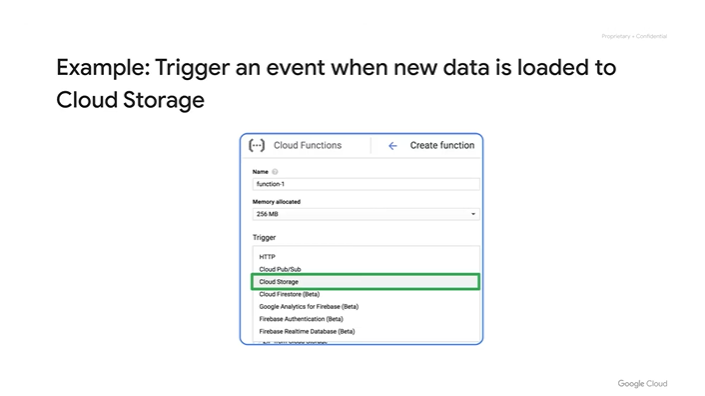 Proprietary + Confidential
Example: Trigger an event when new data is loaded to
Cloud Storage
Cloud Functions
Create function
Name
function-1
Memory allocated
256 MB
Trigger
HTTP
Cloud Pub/Sub
Cloud Storage
Cloud Firestore (Beta)
Google Analytics for Firebase (Beta)
Firebase Authentication (Beta)
Firebase Realtime Database (Beta)
Google Cloud